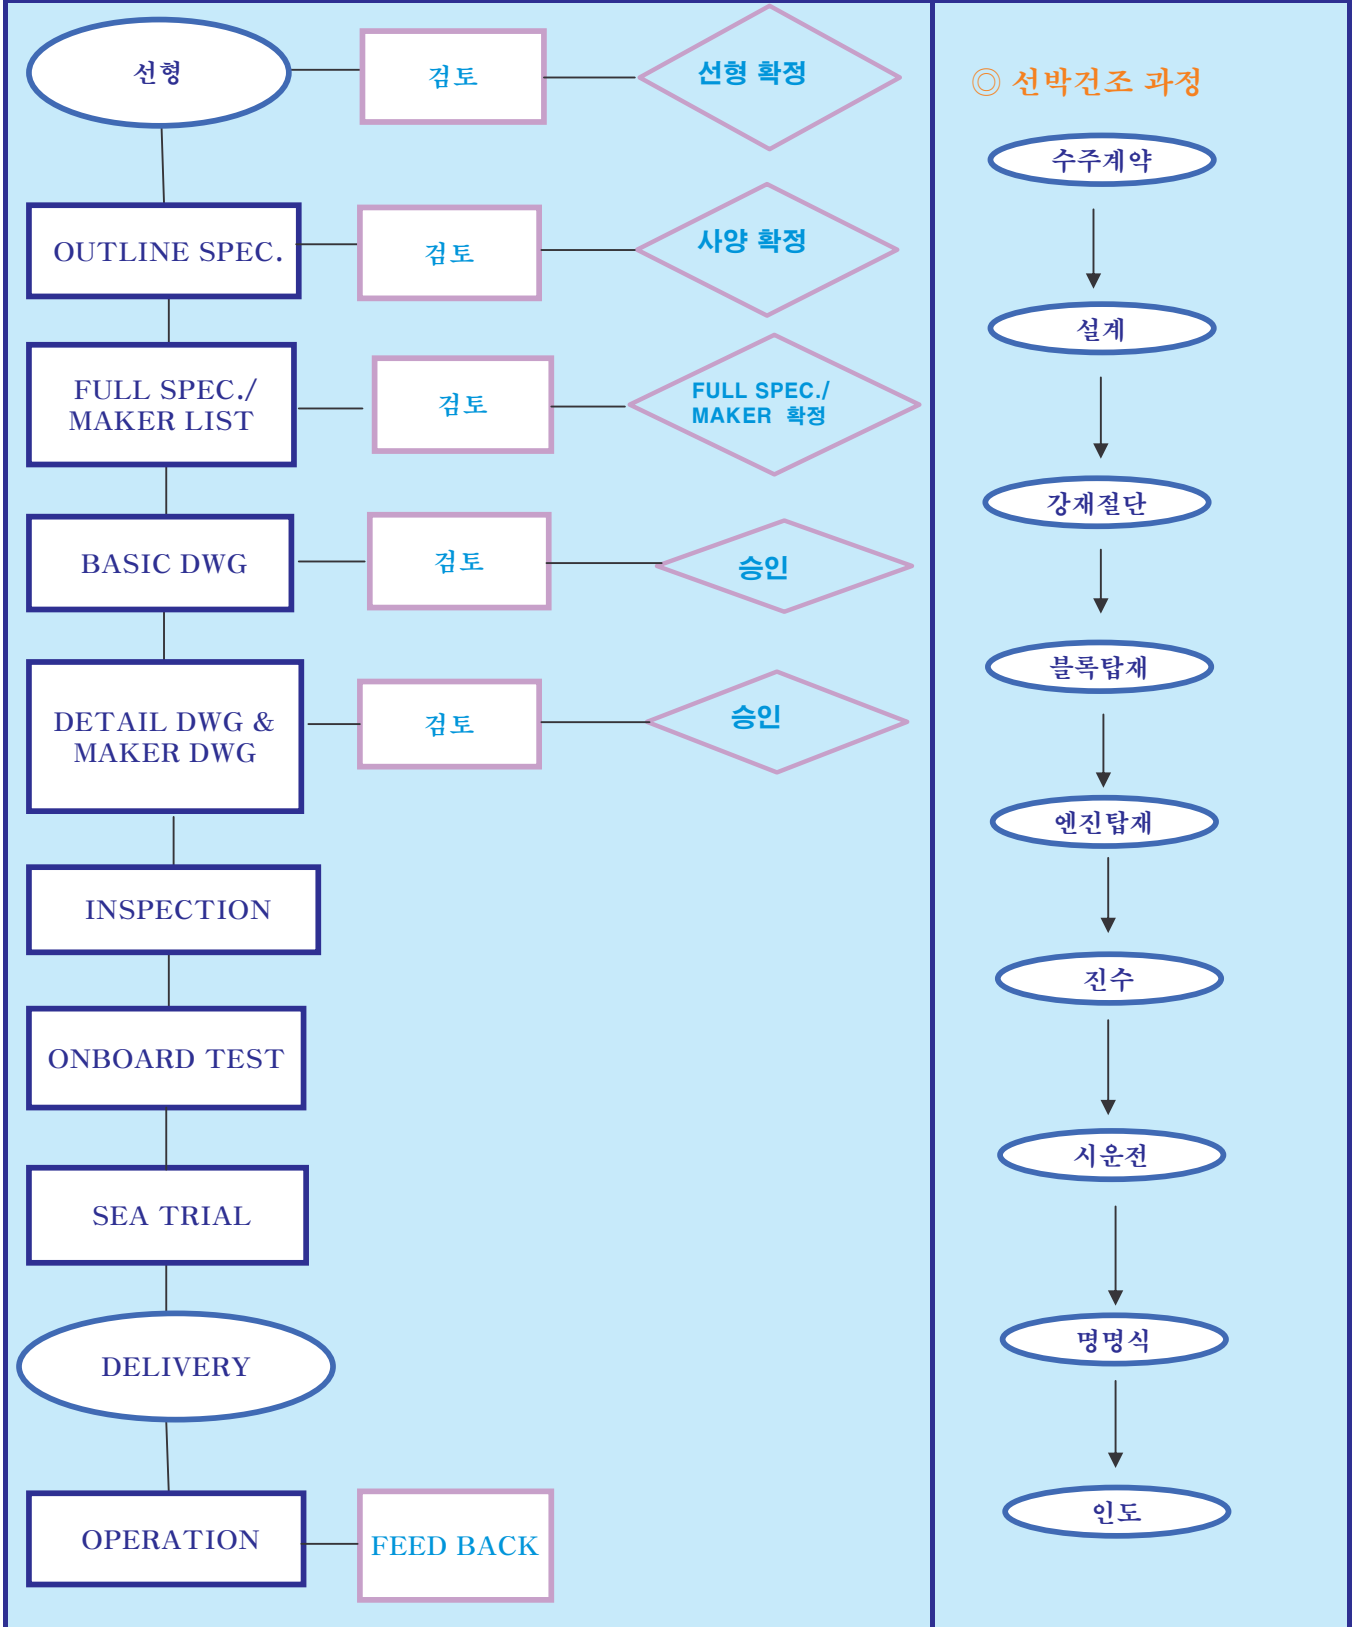 선형
검토
선형 확정
OUTLINE SPEC.
검토
사양 확정
FULL SPEC./
MAKER LIST
검토
FULL SPEC./
MAKER 확정
BASIC DWG
검토
승인
DETAIL DWG &
MAKER DWG
검토
승인
INSPECTION
ONBOARD TEST
SEA TRIAL
DELIVERY
OPERATION
FEED BACK
◎ 선박건조 과정
수주계약
설계
강재절단
블록탑재
엔진탑재
진수
시운전
명명식
인도